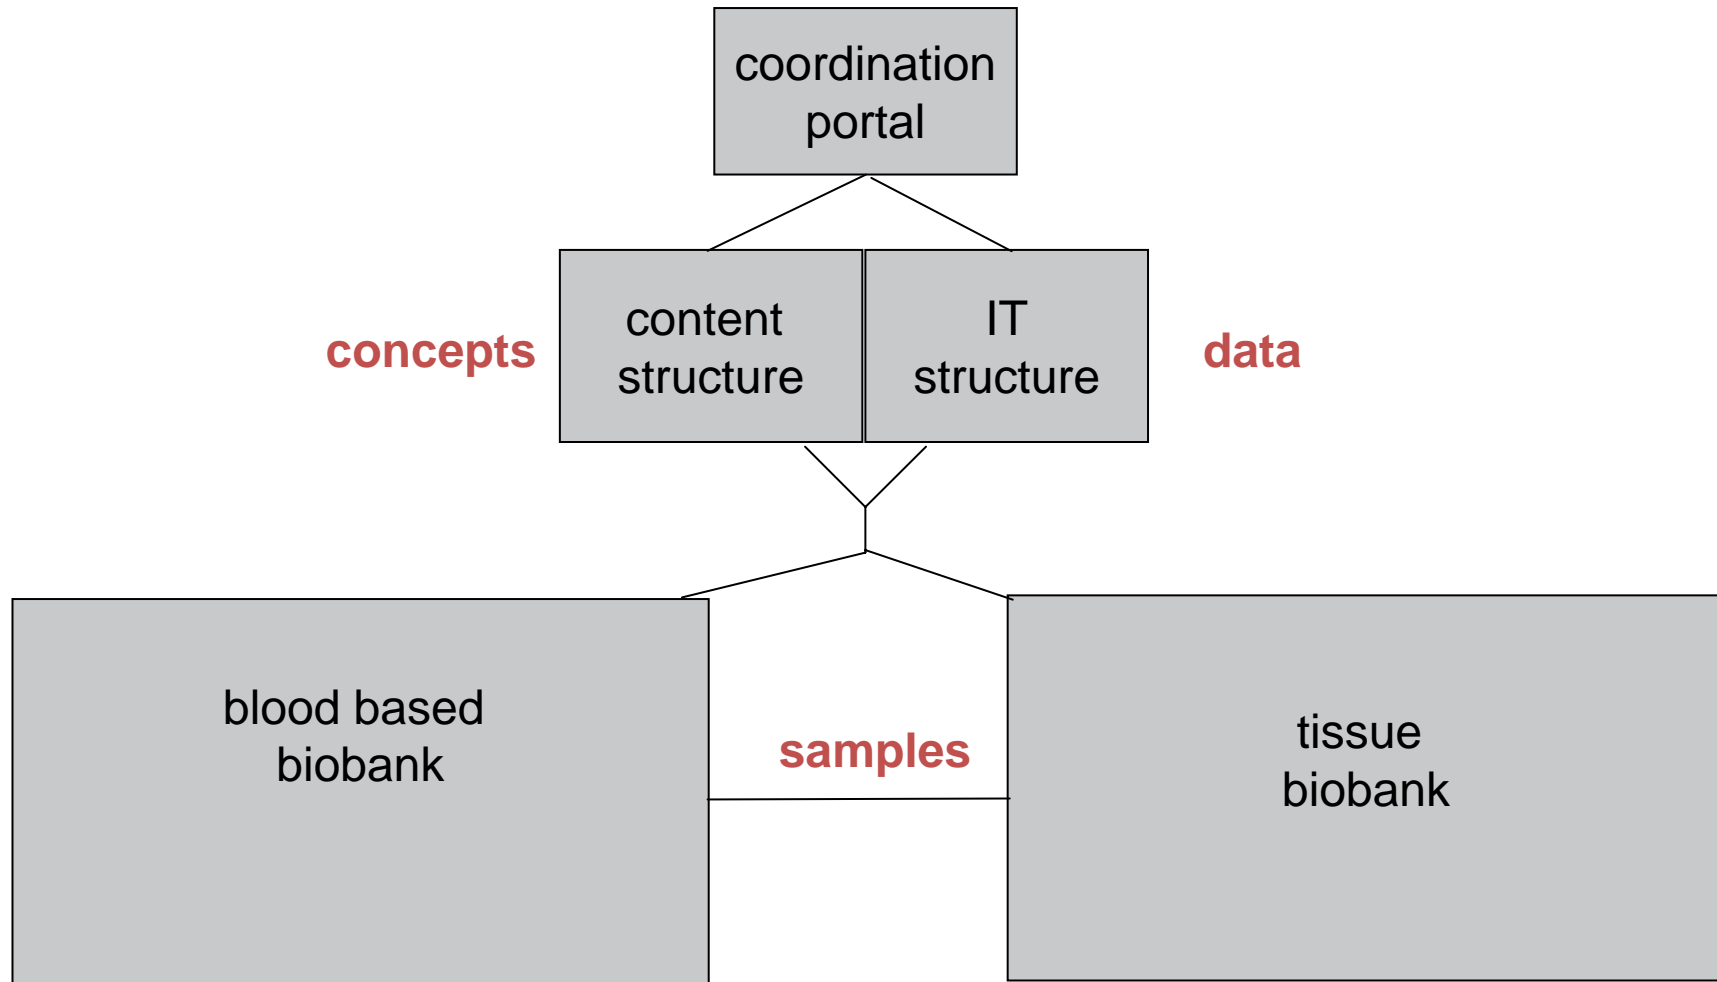 coordination
portal
concepts
content
structure
IT
structure
data
blood based
biobank
samples
tissue
biobank